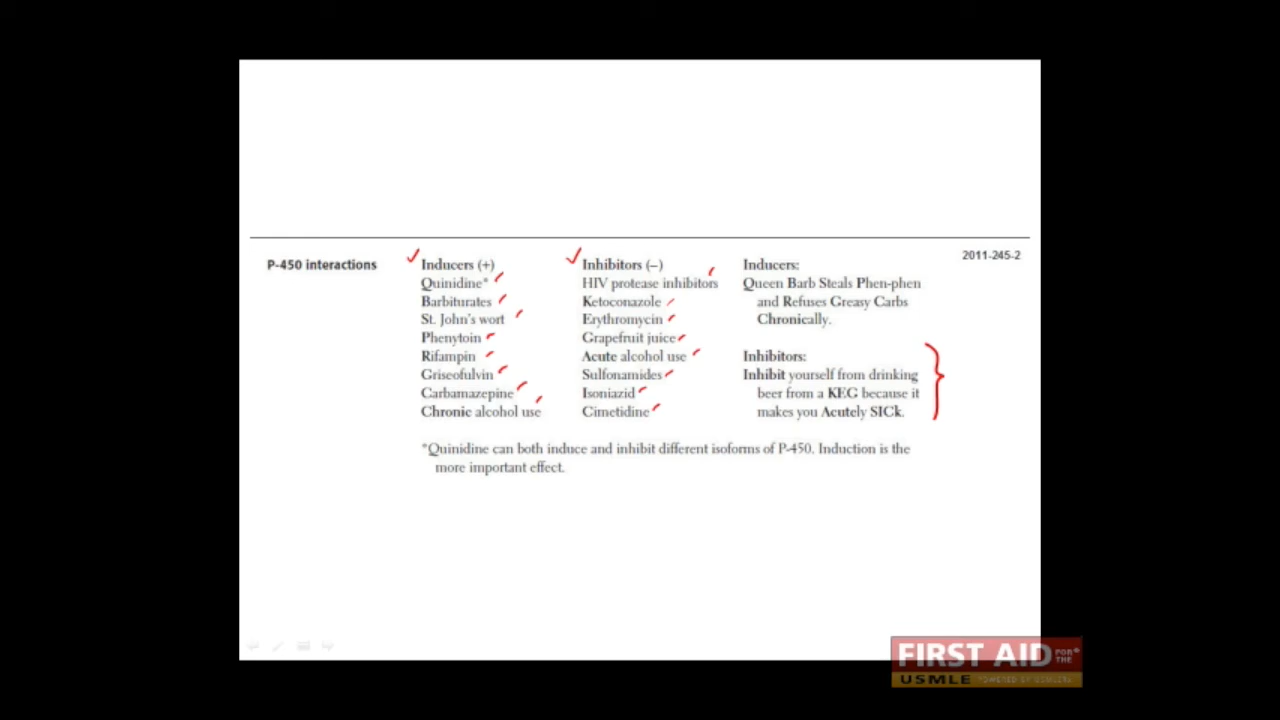 2011-245-2
P-450 interactions
Inducers (+)
Quinidine*
Barbiturates
St. John's wort
Phenytoin
Rifampin
Griseofulvin
Carbamazepine
Chronic alcohol use
Inhibitors (–)
HIV protease inhibitors
Ketoconazole
Erythromycin
Grapefruit juice
Acute alcohol use
Sulfonamides
Isoniazid
Cimetidine
Inducers:
Queen Barb Steals Phen-phen
and Refuses Greasy Carbs
Chronically.
Inhibitors:
Inhibit yourself from drinking
beer from a KEG because it
makes you Acutely SICk.
*Quinidine can both induce and inhibit different isoforms of P-450. Induction is the
more important effect.
FIRST AID FOR THE
USMLE